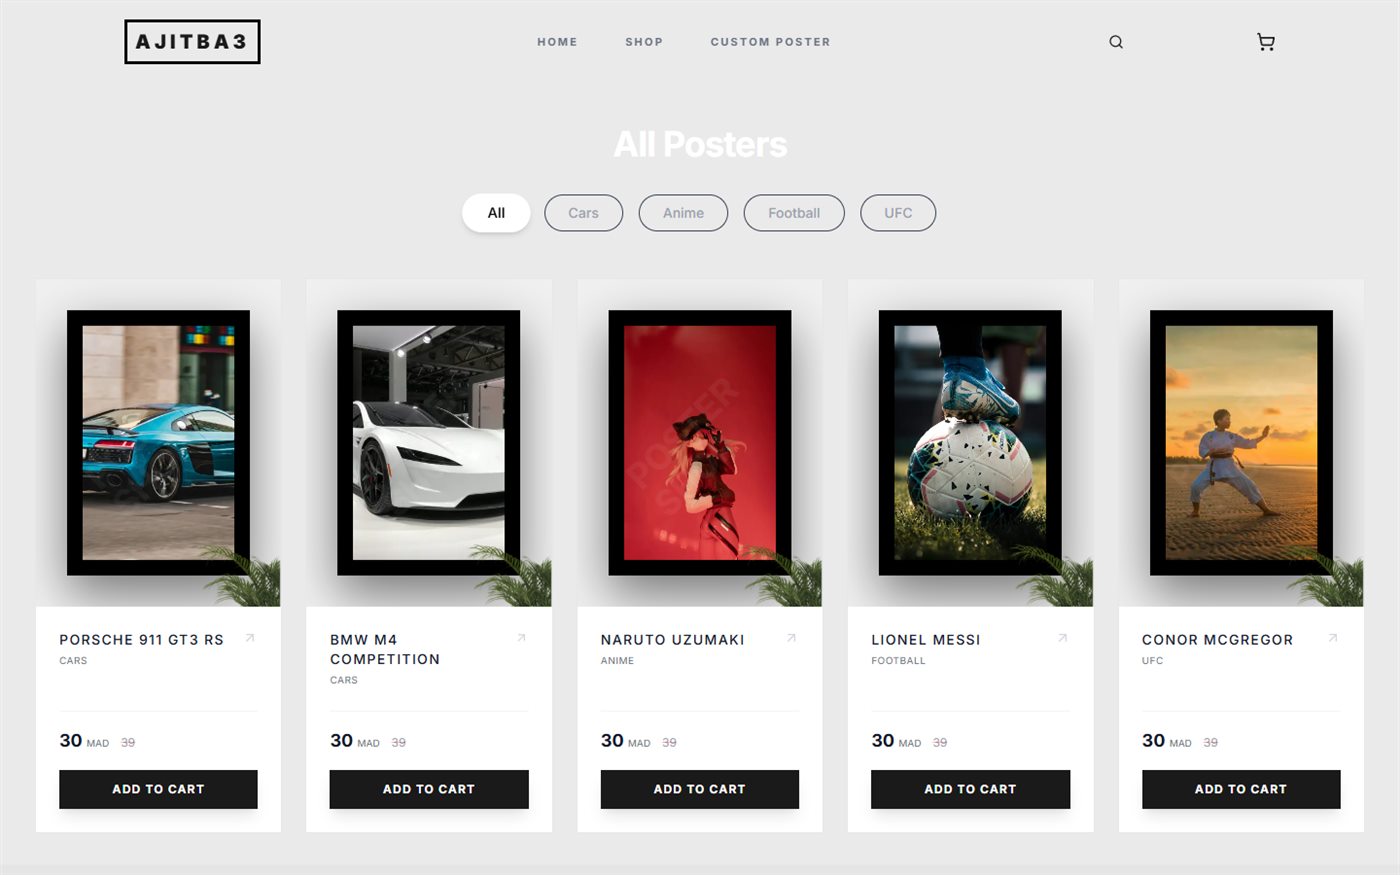 AJITBA3
HOME SHOP CUSTOM POSTER
All Posters
All Cars Anime Football UFC
POSTER
PORSCHE 911 GT3 RS
CARS
30 MAD 39
ADD TO CART
BMW M4
COMPETITION
CARS
30 MAD 39
ADD TO CART
NARUTO UZUMAKI
ANIME
30 MAD 39
ADD TO CART
LIONEL MESSI
FOOTBALL
30 MAD 39
ADD TO CART
CONOR MCGREGOR
UFC
30 MAD 39
ADD TO CART